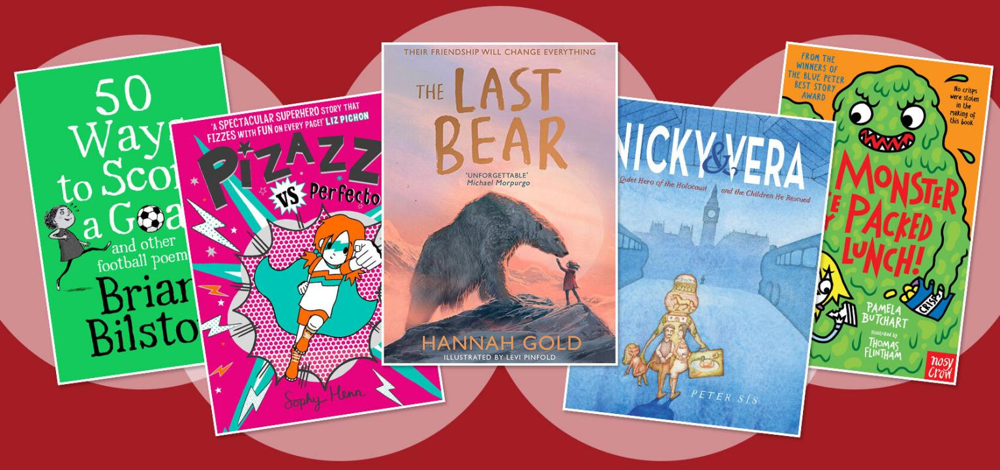 50
Ways
to Scor
a Goa
and other
football poem
Brian
Bilsto
'A SPECTACULAR SUPERHERO STORY THAT
FIZZES WITH FUN ON EVERY PAGE!' LIZ PICHON
PiZAZZ
VS Perfecto
Sophy Henn
THEIR FRIENDSHIP WILL CHANGE EVERYTHING
THE LAST
BEAR
'UNFORGETTABLE'
Michael Morpurgo
HANNAH GOLD
ILLUSTRATED BY LEVI PINFOLD
NICKY & VERA
Quiet Hero of the Holocaust and the Children He Rescued
PETER SÍS
FROM THE
WINNERS OF
THE BLUE PETER
BEST STORY
AWARD
No crisps
were stolen
in the
making of
this book
MONSTER
PACKED
LUNCH!
CRISPS
PAMELA
BUTCHART
Illustrated by
THOMAS
FLINTHAM
nosy
crow